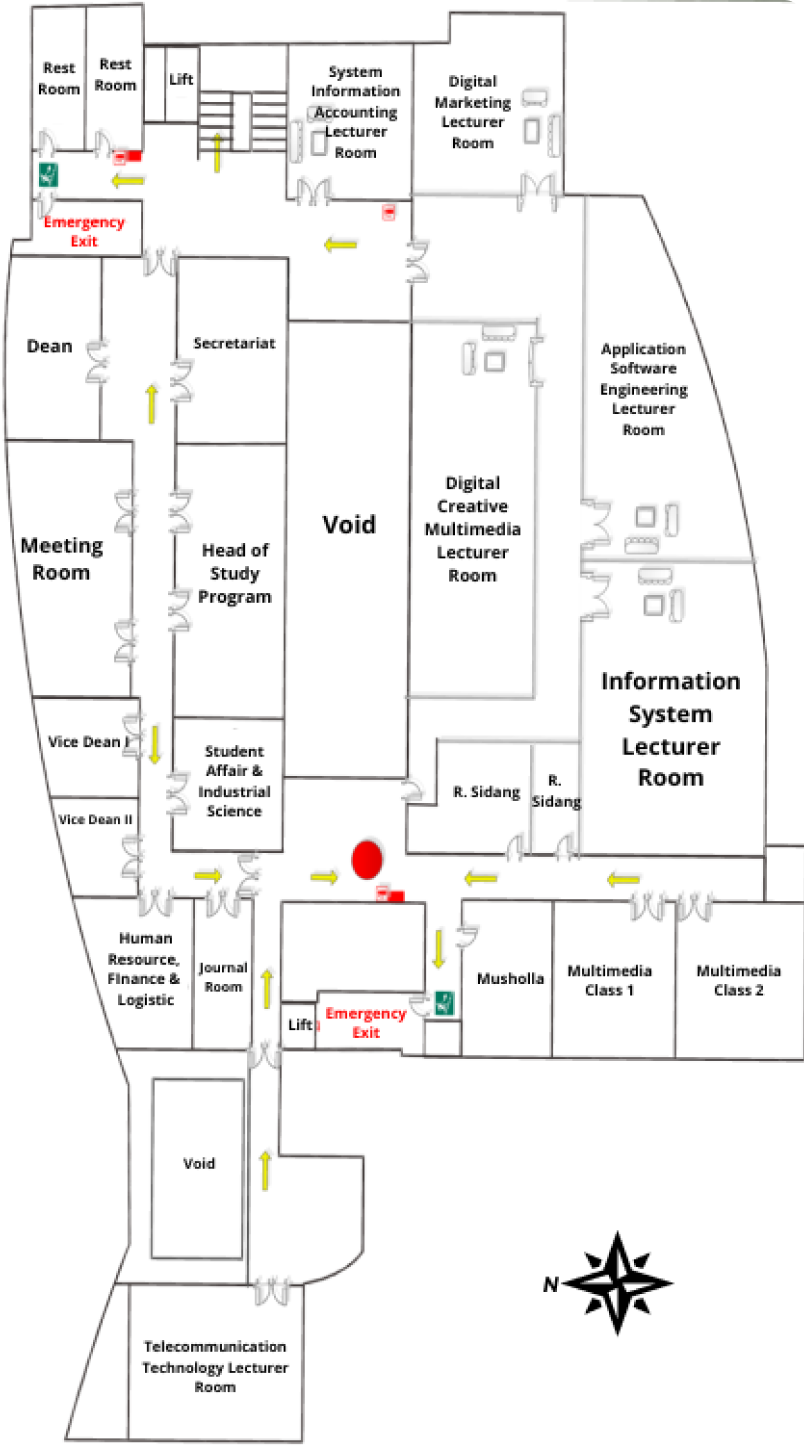 Rest
Room
Rest
Room
Lift
System
Information
Accounting
Lecturer
Room
Digital
Marketing
Lecturer
Room
Emergency
Exit
Dean
Secretariat
Application
Software
Engineering
Lecturer
Room
Void
Digital
Creative
Multimedia
Lecturer
Room
Meeting
Room
Head of
Study
Program
Information
System
Lecturer
Room
Vice Dean I
Student
Affair &
Industrial
Science
R. Sidang
R.
Sidang
Vice Dean II
Human
Resource,
FInance &
Logistic
Journal
Room
Musholla
Multimedia
Class 1
Multimedia
Class 2
Lift
Emergency
Exit
Void
N
Telecommunication
Technology Lecturer
Room